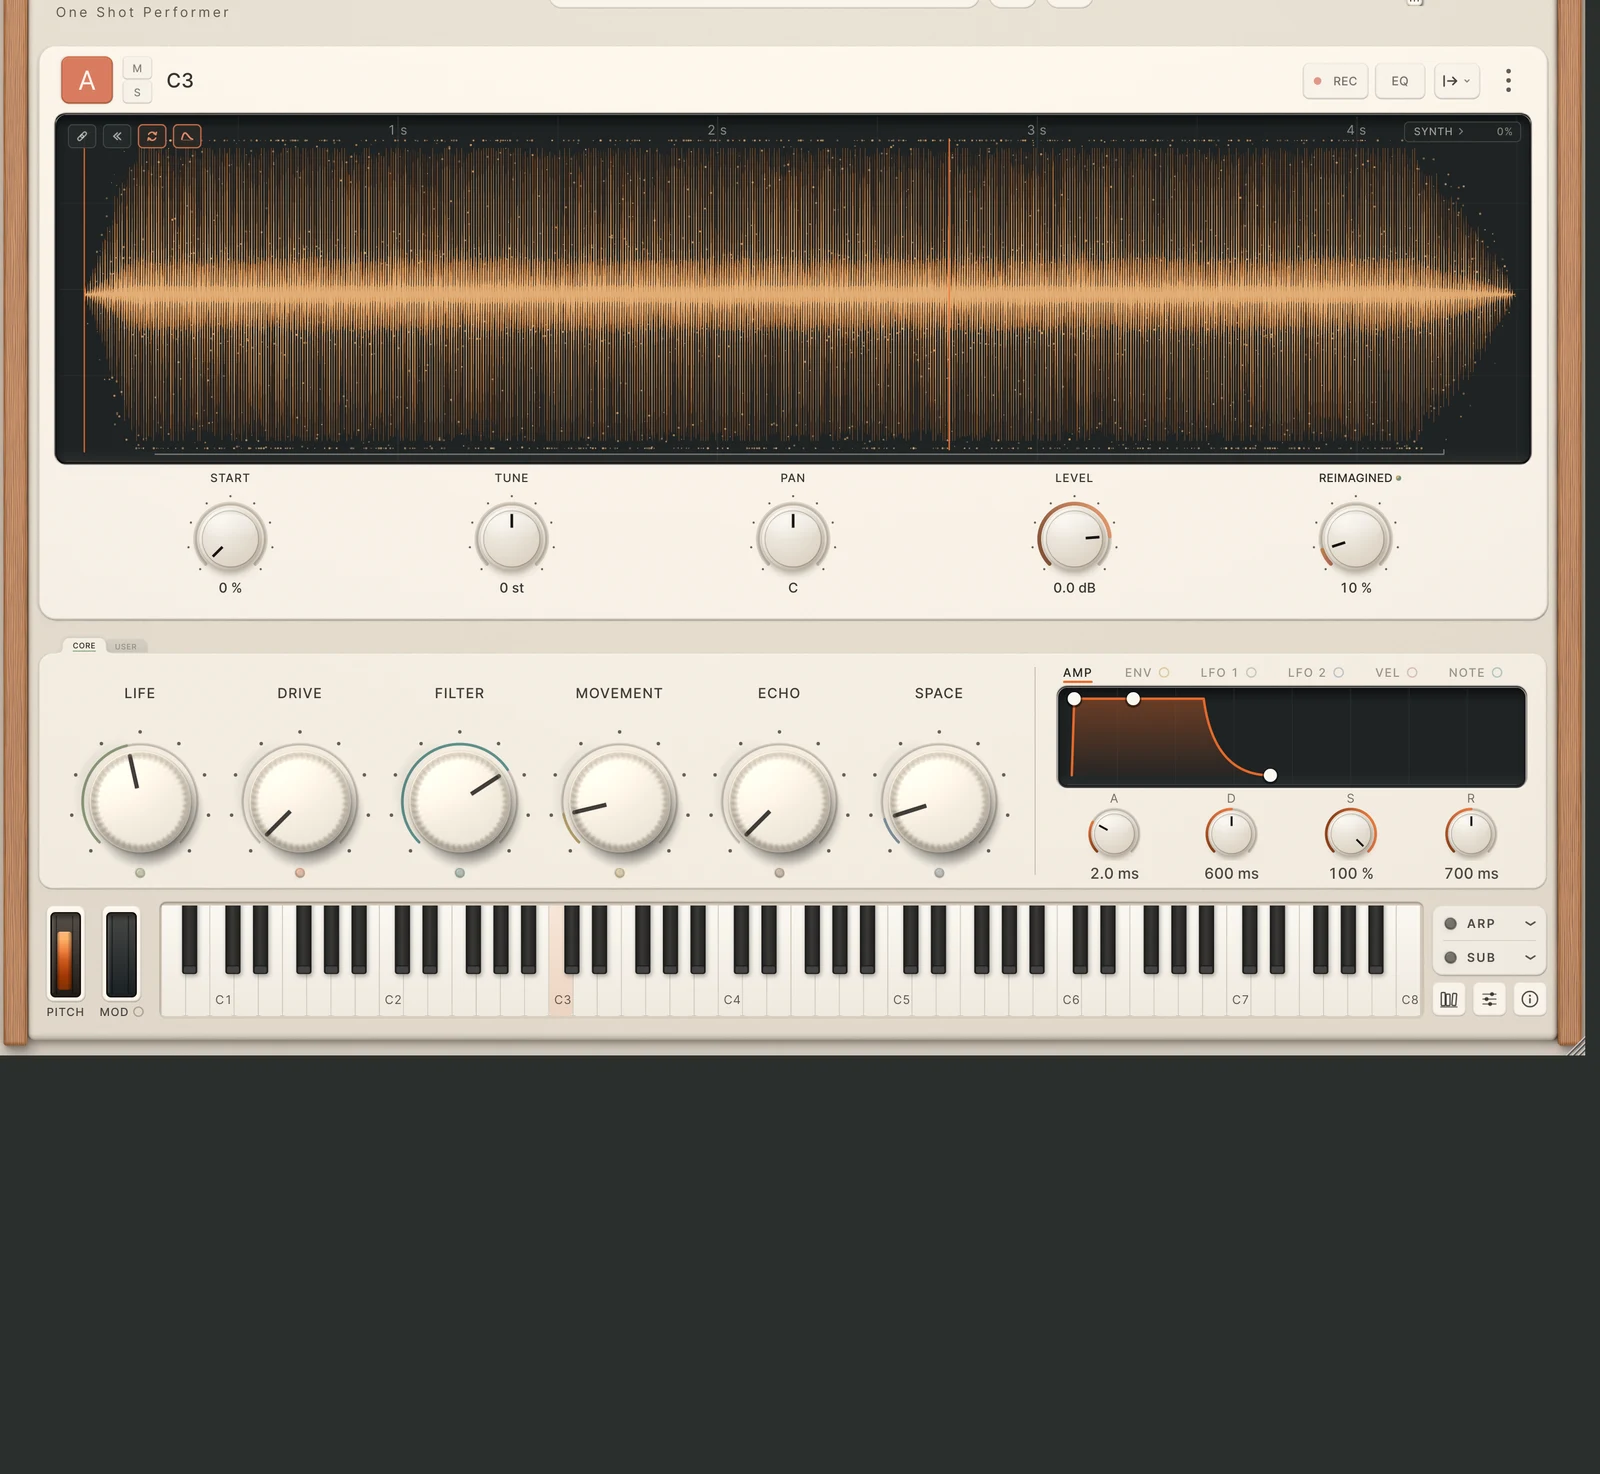 One Shot Performer
A
M
S
C3
REC
EQ
1 s
2 s
3 s
4 s
SYNTH >
0%
START
TUNE
PAN
LEVEL
REIMAGINED
0 %
0 st
C
0.0 dB
10 %
CORE
USER
LIFE
DRIVE
FILTER
MOVEMENT
ECHO
SPACE
AMP
ENV
LFO 1
LFO 2
VEL
NOTE
A
D
S
R
2.0 ms
600 ms
100 %
700 ms
PITCH
MOD
C1
C2
C3
C4
C5
C6
C7
C8
ARP
SUB